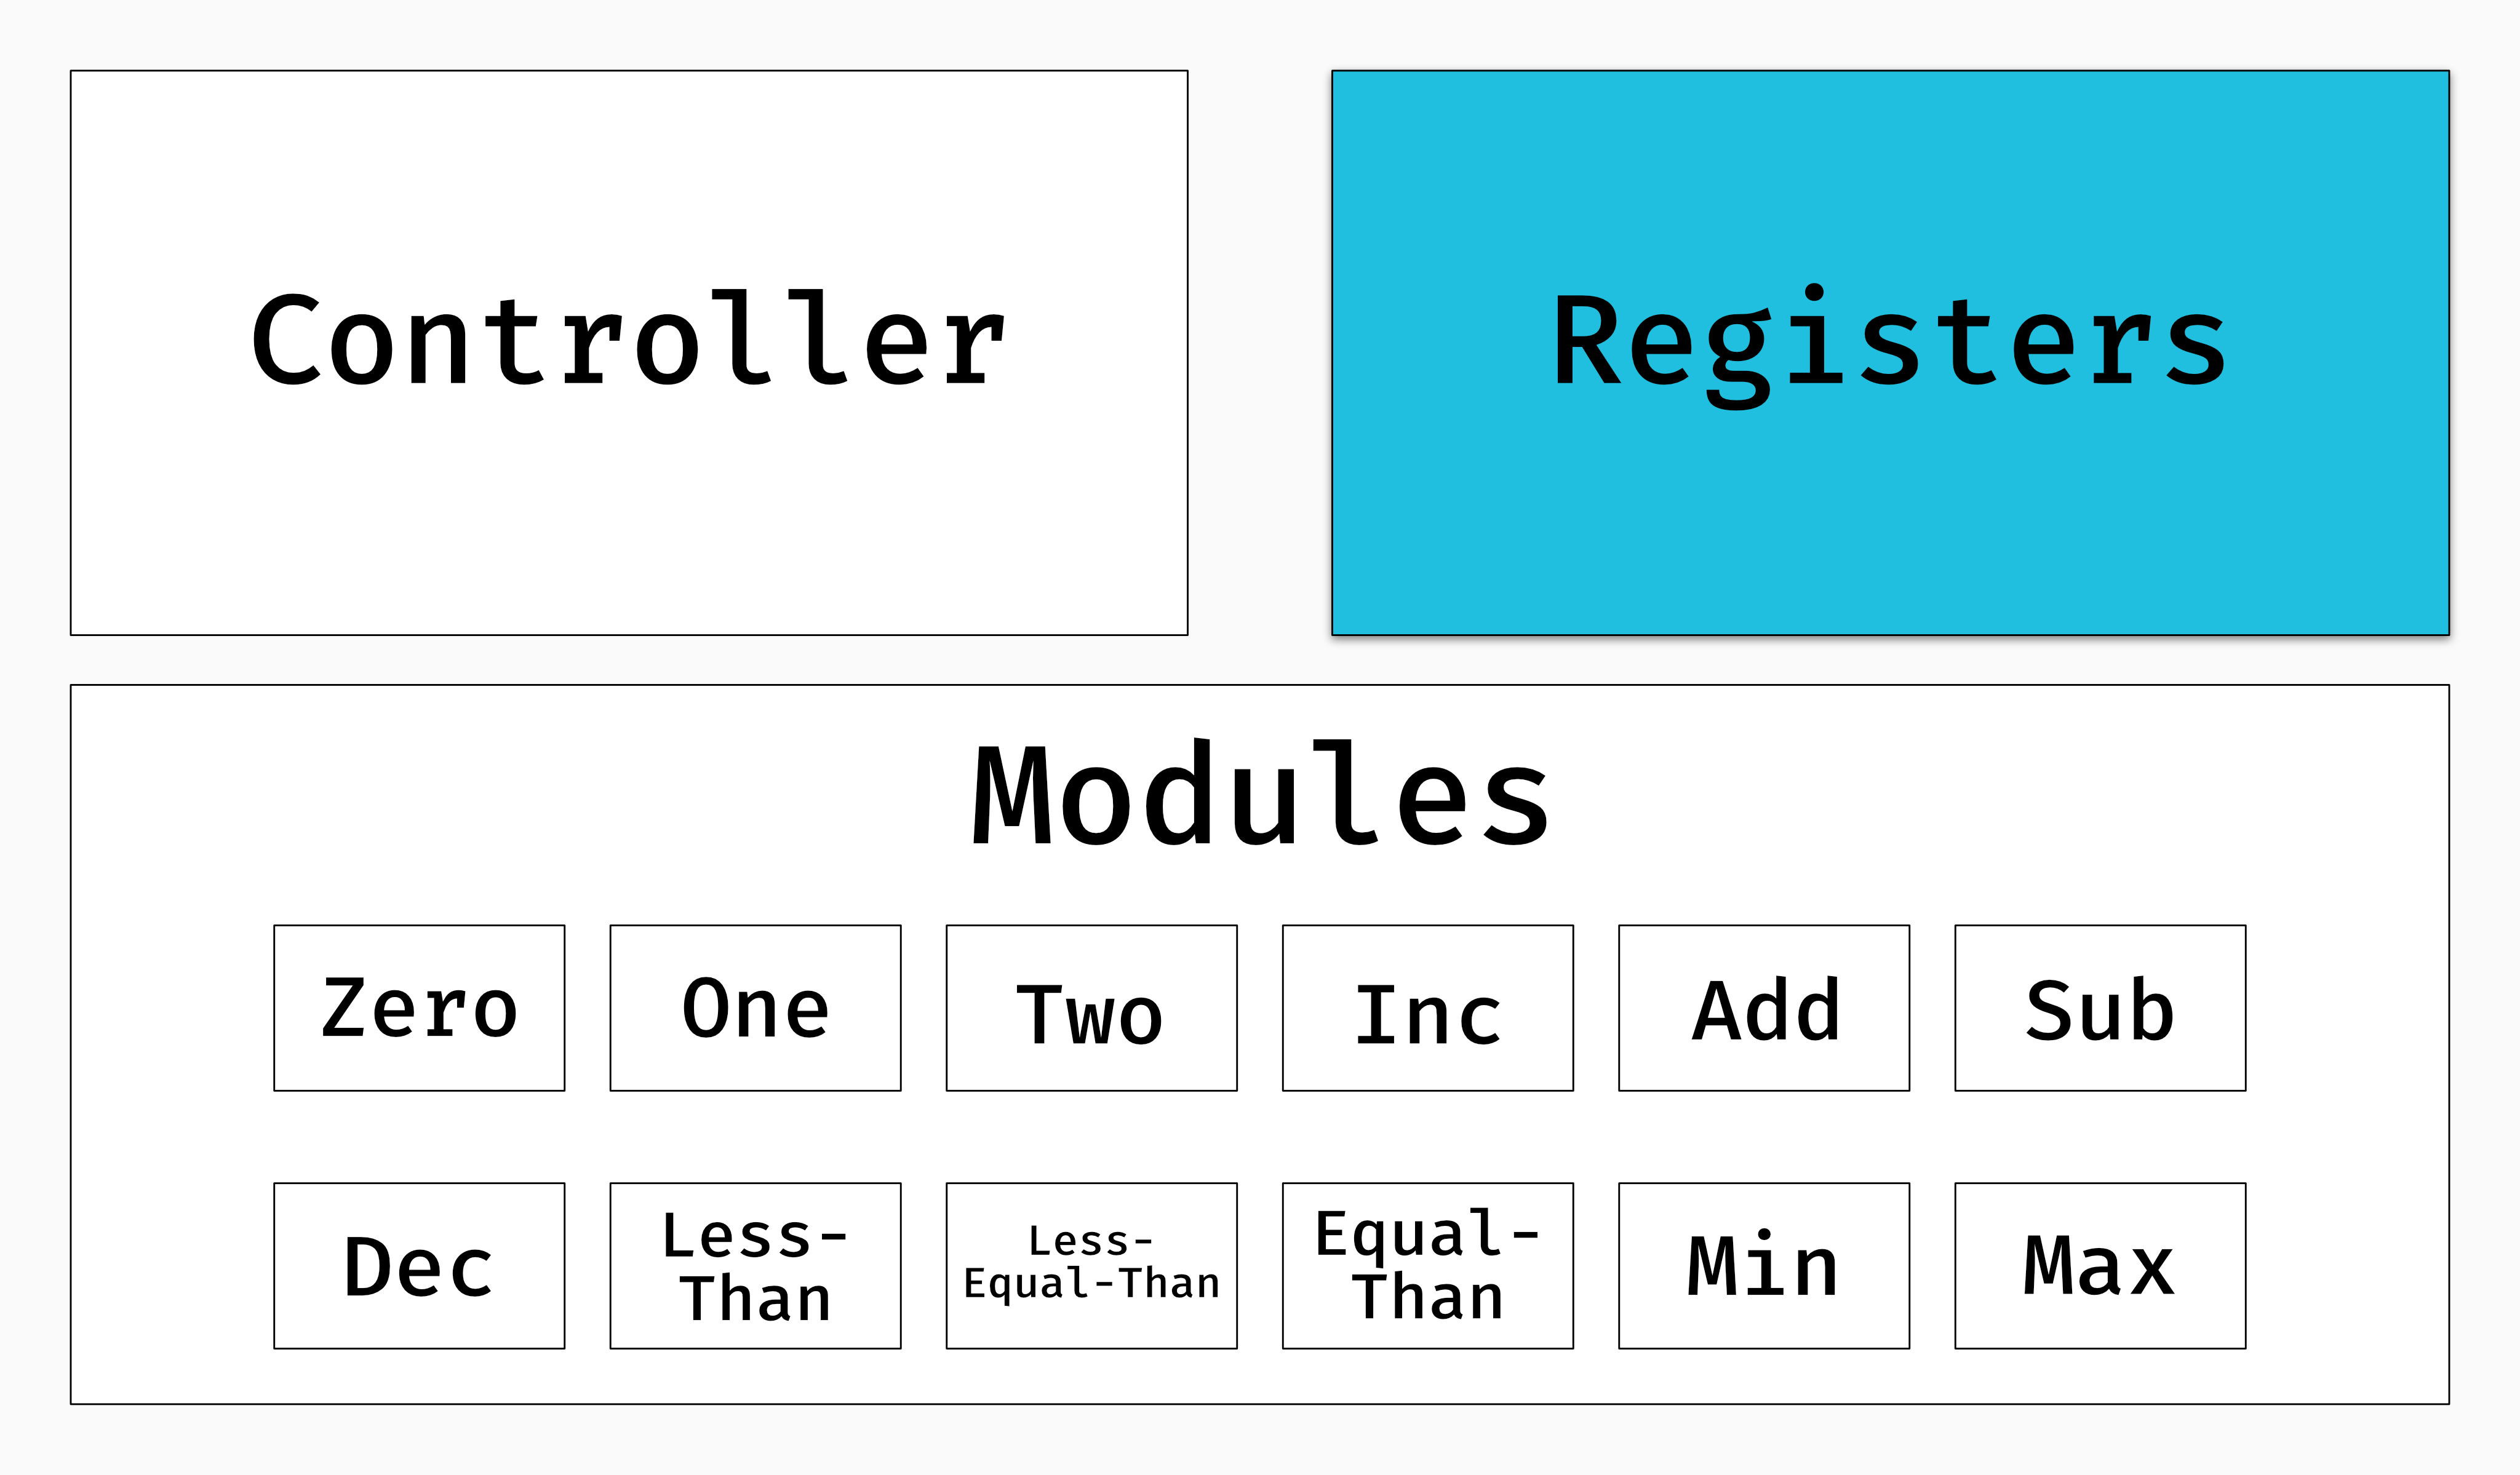 Controller
Registers
Modules
Zero
One
Two
Inc
Add
Sub
Dec
Less-
Than
Less-
Equal-Than
Equal-
Than
Min
Max